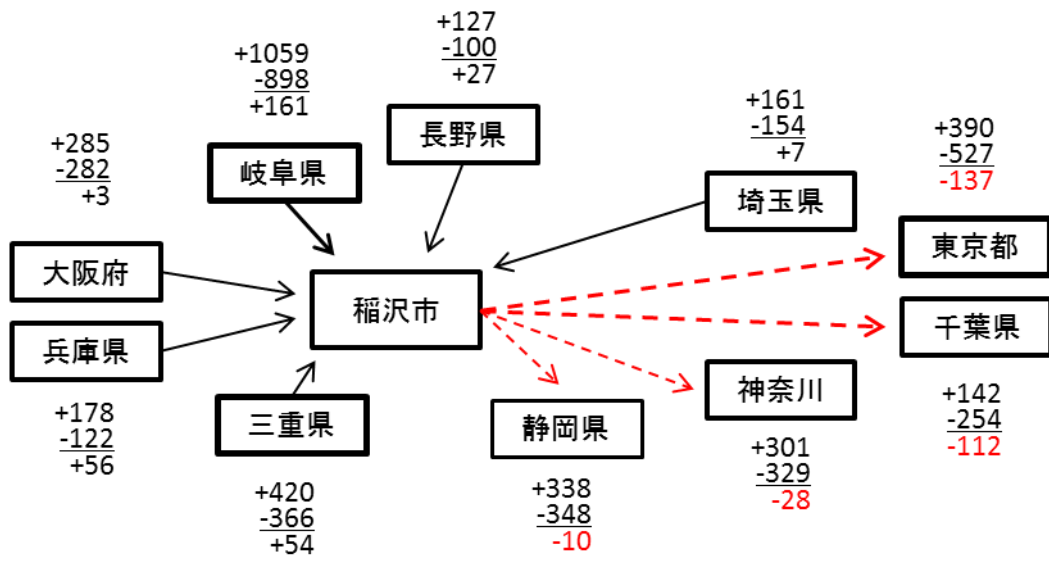 +127
-100
+27
長野県
+1059
-898
+161
岐阜県
+161
-154
+7
埼玉県
+390
-527
-137
東京都
+285
-282
+3
大阪府
稲沢市
千葉県
+142
-254
-112
兵庫県
+178
-122
+56
三重県
+420
-366
+54
静岡県
+338
-348
-10
神奈川
+301
-329
-28